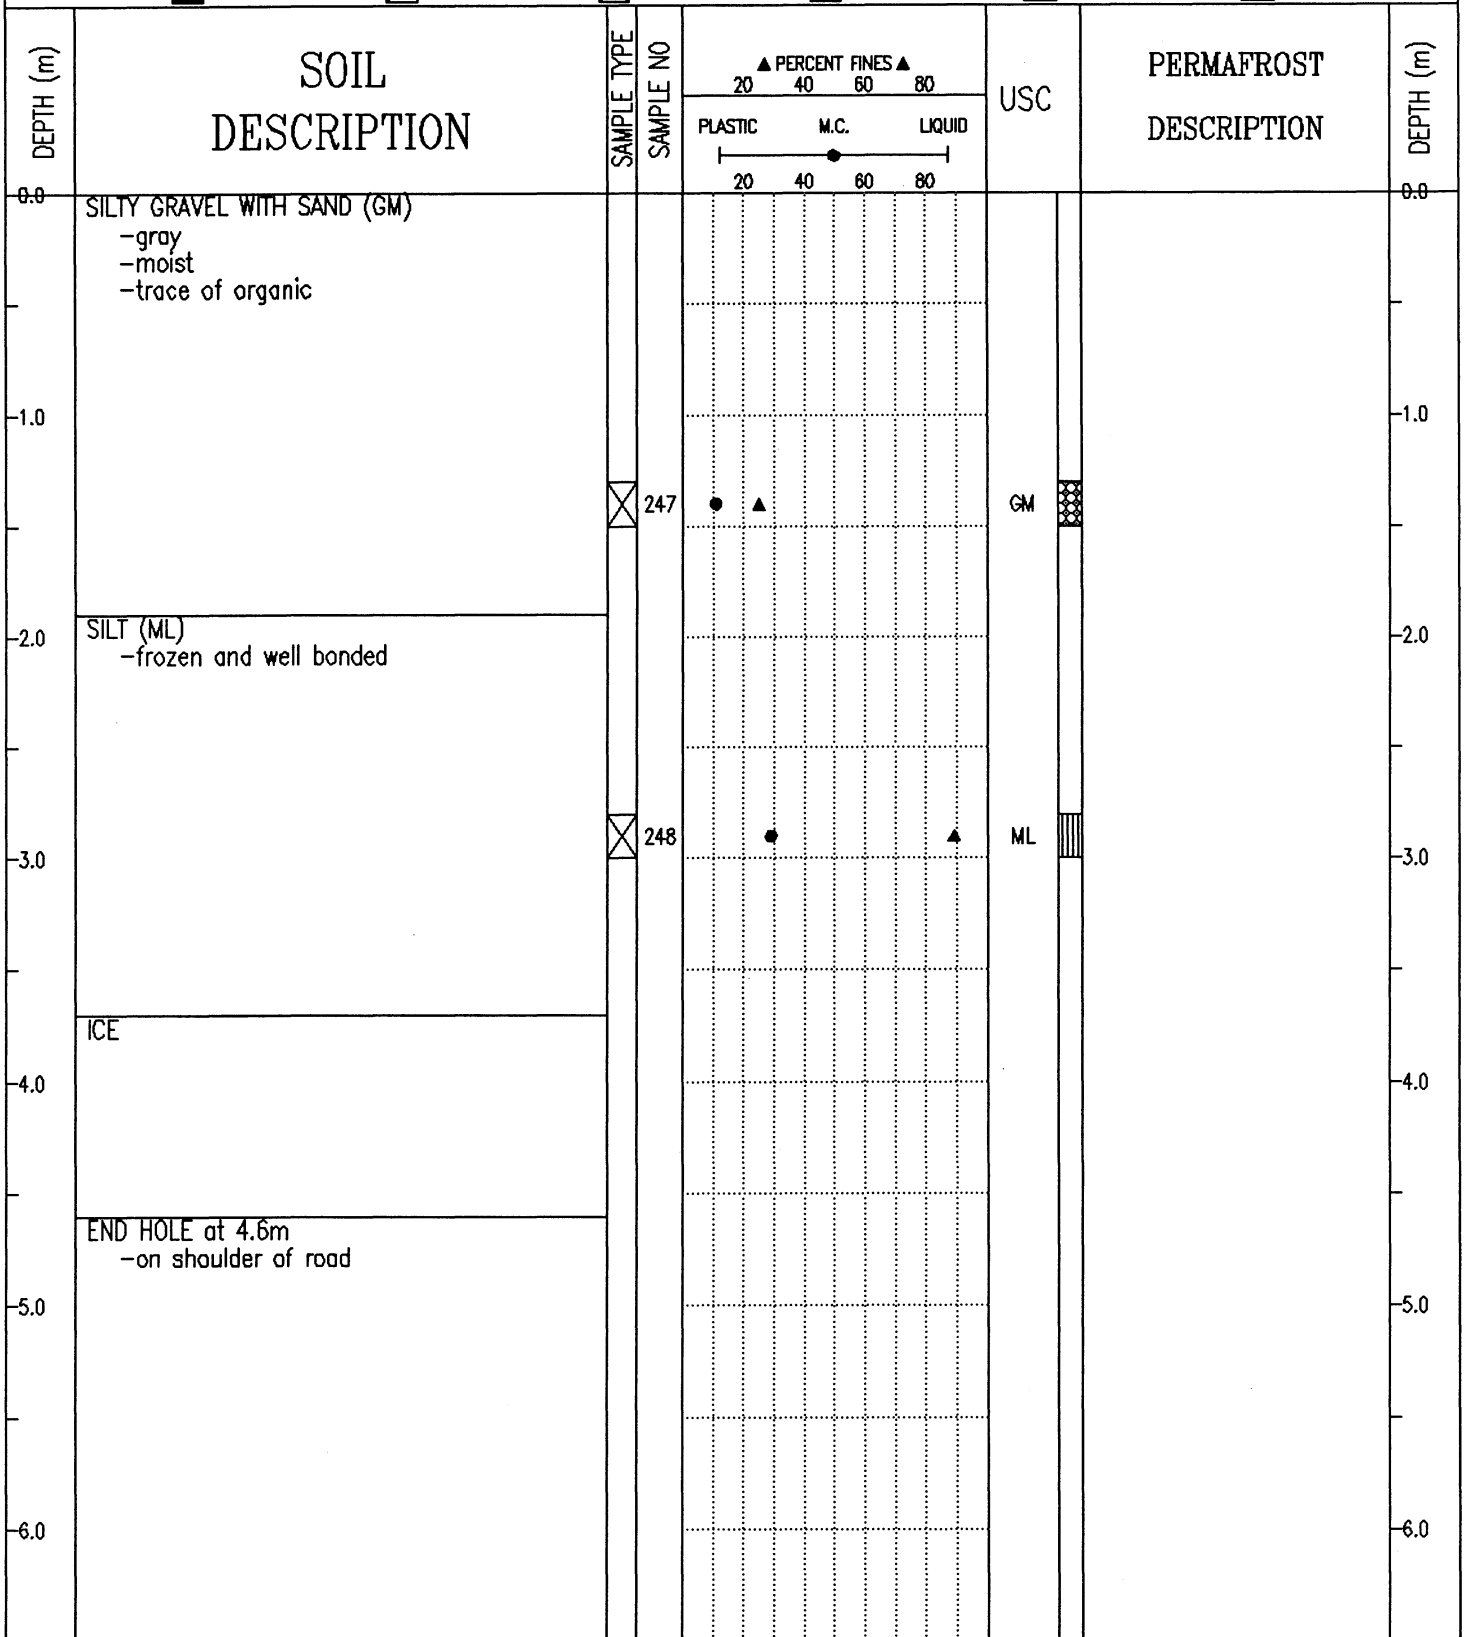 DEPTH (m)
SOIL
DESCRIPTION
SAMPLE TYPE
SAMPLE NO
▲ PERCENT FINES ▲
20 40 60 80
PLASTIC M.C. LIQUID
20 40 60 80
USC
PERMAFROST
DESCRIPTION
DEPTH (m)
0.0 0.0
SILTY GRAVEL WITH SAND (GM)
-gray
-moist
-trace of organic
1.0 1.0
247 GM
SILT (ML)
2.0 2.0
-frozen and well bonded
248 ML
3.0 3.0
ICE
4.0 4.0
END HOLE at 4.6m
-on shoulder of road
5.0 5.0
6.0 6.0